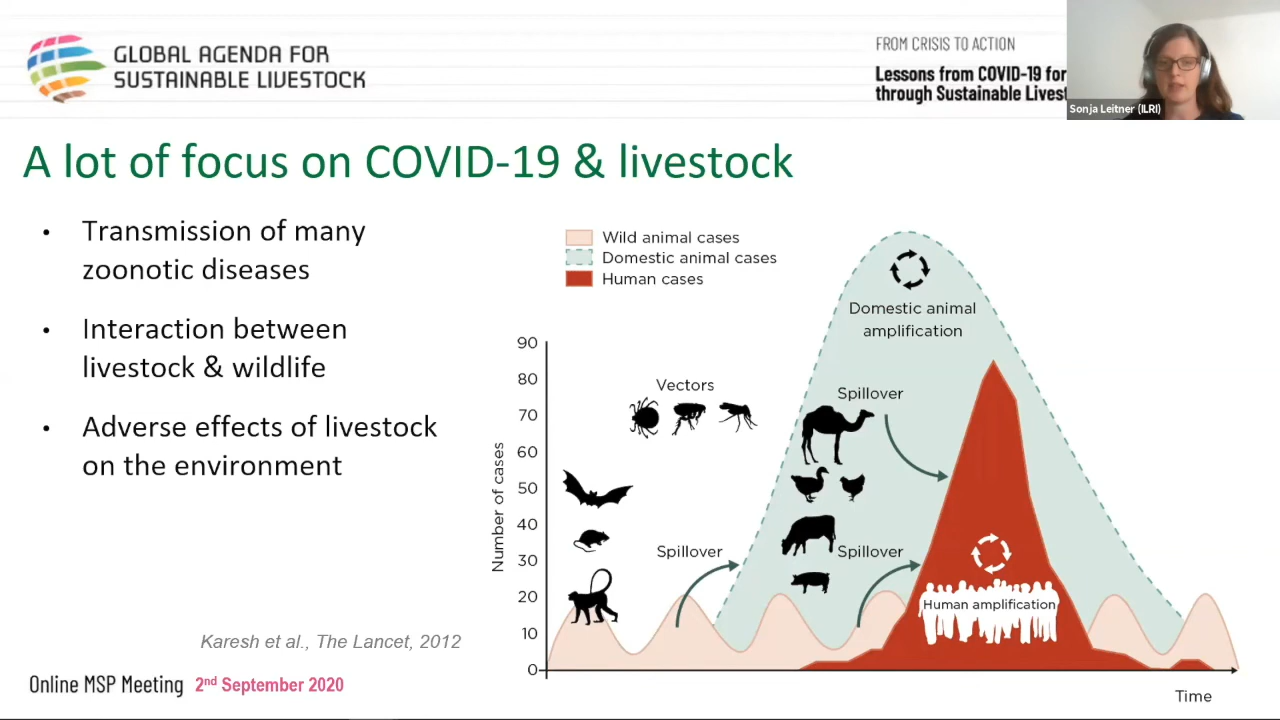 GLOBAL AGENDA FOR
SUSTAINABLE LIVESTOCK
FROM CRISIS TO ACTION
Lessons from COVID-19 for
through Sustainable
Sonja Leitner (ILRI)
A lot of focus on COVID-19 & livestock
• Transmission of many
zoonotic diseases
• Interaction between
livestock & wildlife
• Adverse effects of livestock
on the environment
Karesh et al., The Lancet, 2012
Wild animal cases
Domestic animal cases
Human cases
Domestic animal
amplification
Vectors
Spillover
Spillover
Spillover
Human amplification
Number of cases
90
80
70
60
50
40
30
20
10
0
Time
Online MSP Meeting 2nd September 2020